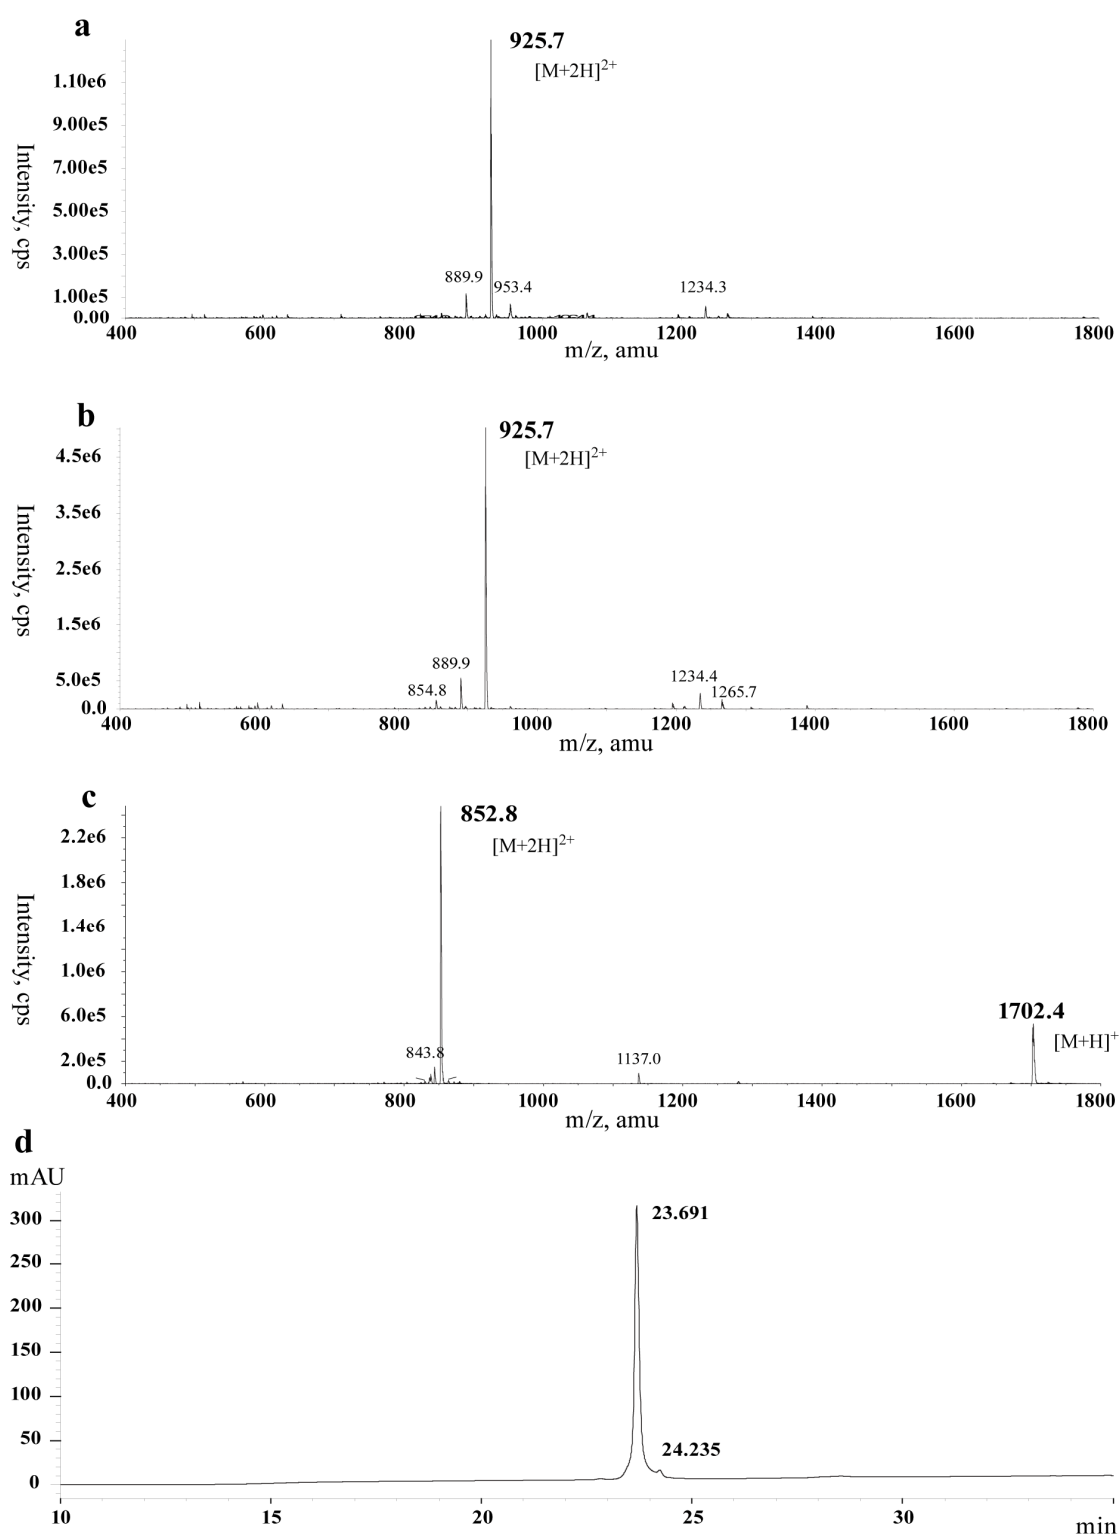 a
925.7
[M+2H]2+
1.10e6
9.00e5
7.00e5
5.00e5
3.00e5
1.00e5
0.00
Intensity, cps
889.9
953.4
1234.3
400 600 800 1000 1200 1400 1600 1800
m/z, amu
b
925.7
[M+2H]2+
4.5e6
3.5e6
2.5e6
1.5e6
5.0e5
0.0
Intensity, cps
889.9
854.8
1234.4
1265.7
400 600 800 1000 1200 1400 1600 1800
m/z, amu
c
852.8
[M+2H]2+
2.2e6
1.8e6
1.4e6
1.0e6
6.0e5
2.0e5
0.0
Intensity, cps
843.8
1137.0
1702.4
[M+H]+
400 600 800 1000 1200 1400 1600 1800
m/z, amu
d
mAU
300
250
200
150
100
50
0
23.691
24.235
10 15 20 25 30
min